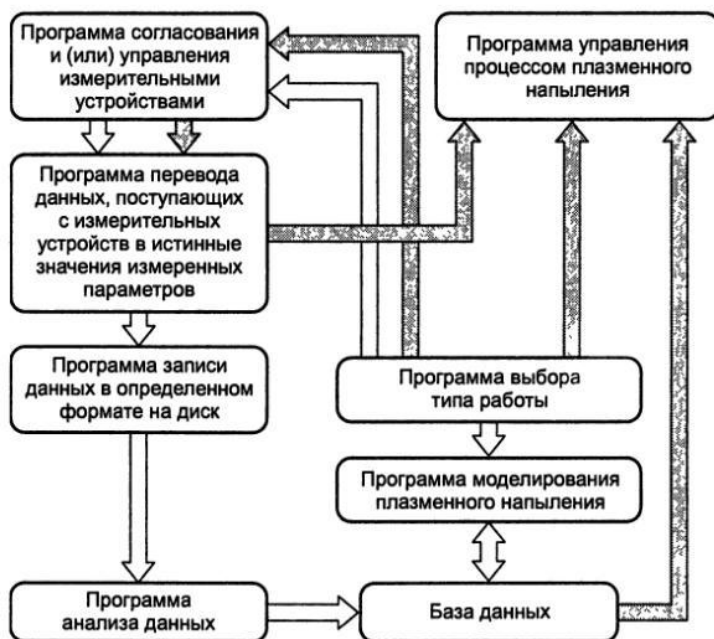 Программа согласования
и (или) управления
измерительными
устройствами
Программа управления
процессом плазменного
напыления
Программа перевода
данных, поступающих
с измерительных
устройств в истинные
значения измеренных
параметров
Программа записи
данных в определенном
формате на диск
Программа выбора
типа работы
Программа моделирования
плазменного напыления
Программа
анализа данных
База данных